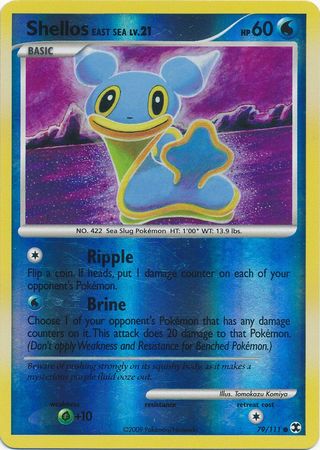 Shellos EAST SEA LV.21 HP 60
BASIC
NO. 422 Sea Slug Pokémon HT: 1'00" WT: 13.9 lbs.
Ripple
Flip a coin. If heads, put 1 damage counter on each of your
opponent's Pokémon.
Brine
Choose 1 of your opponent's Pokémon that has any damage
counters on it. This attack does 20 damage to that Pokémon.
(Don't apply Weakness and Resistance for Benched Pokémon.)
Beware of pushing strongly on its squishy body, as it makes a
mysterious purple fluid ooze out.
Illus. Tomokazu Komiya
weakness resistance retreat cost
+10
©2009 Pokémon/Nintendo
79/111